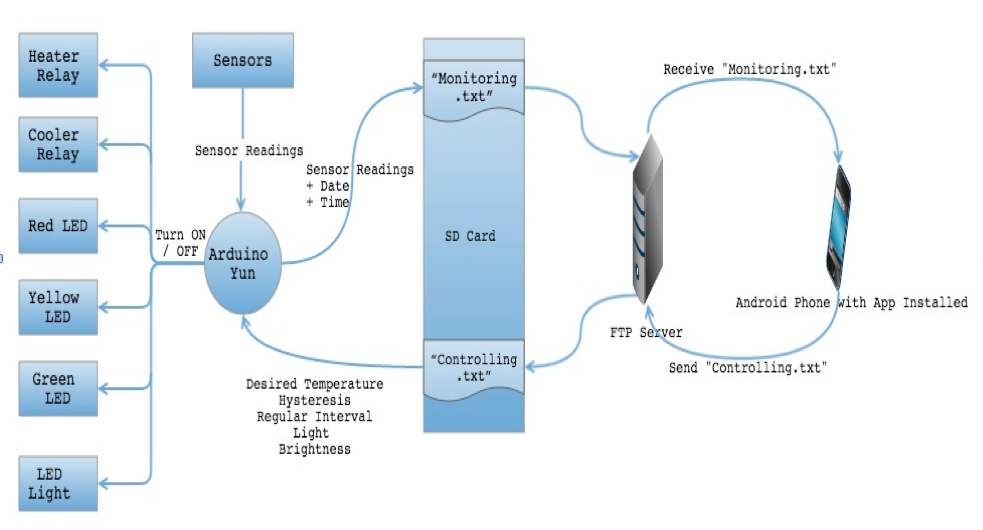 Heater
Relay
Sensors
"Monitoring
.txt"
Receive "Monitoring.txt"
Cooler
Relay
Sensor Readings
Sensor Readings
+ Date
+ Time
Red LED
Turn ON
/ OFF
Arduino
Yun
SD Card
Yellow
LED
Android Phone with App Installed
FTP Server
"Controlling
.txt"
Send "Controlling.txt"
Green
LED
Desired Temperature
Hysteresis
Regular Interval
Light
Brightness
LED
Light